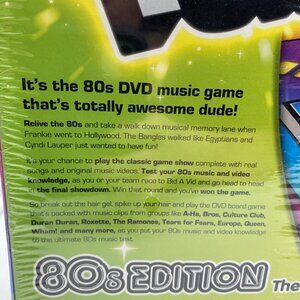 It's the 80s DVD music game
that's totally awesome dude!
Relive the 80s and take a walk down musical memory lane when
Frankie went to Hollywood, The Bangles walked like Egyptians and
Cyndi Lauper just wanted to have fun!
It's your chance to play the classic game show complete with real
songs and original music videos. Test your 80s music and video
knowledge, as you or your team race to Bid A Vid and go head to head in
the final showdown. Win that round and you've won the game.
So break out the hair gel, spike up your hair and play the DVD board game
that's packed with music clips from groups like A-Ha, Bros, Culture Club,
Duran Duran, Roxette, The Ramones, Tears for Fears, Europe, Queen,
Wham! and many more, as you put your 80s music and video knowledge
to the ultimate 80s music test.
80s EDITION The